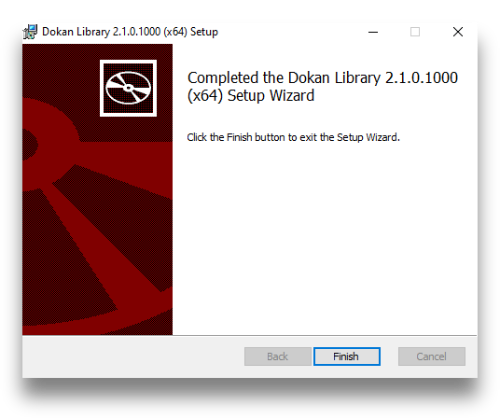 Dokan Library 2.1.0.1000 (x64) Setup
Completed the Dokan Library 2.1.0.1000
(x64) Setup Wizard
Click the Finish button to exit the Setup Wizard.
Back Finish Cancel